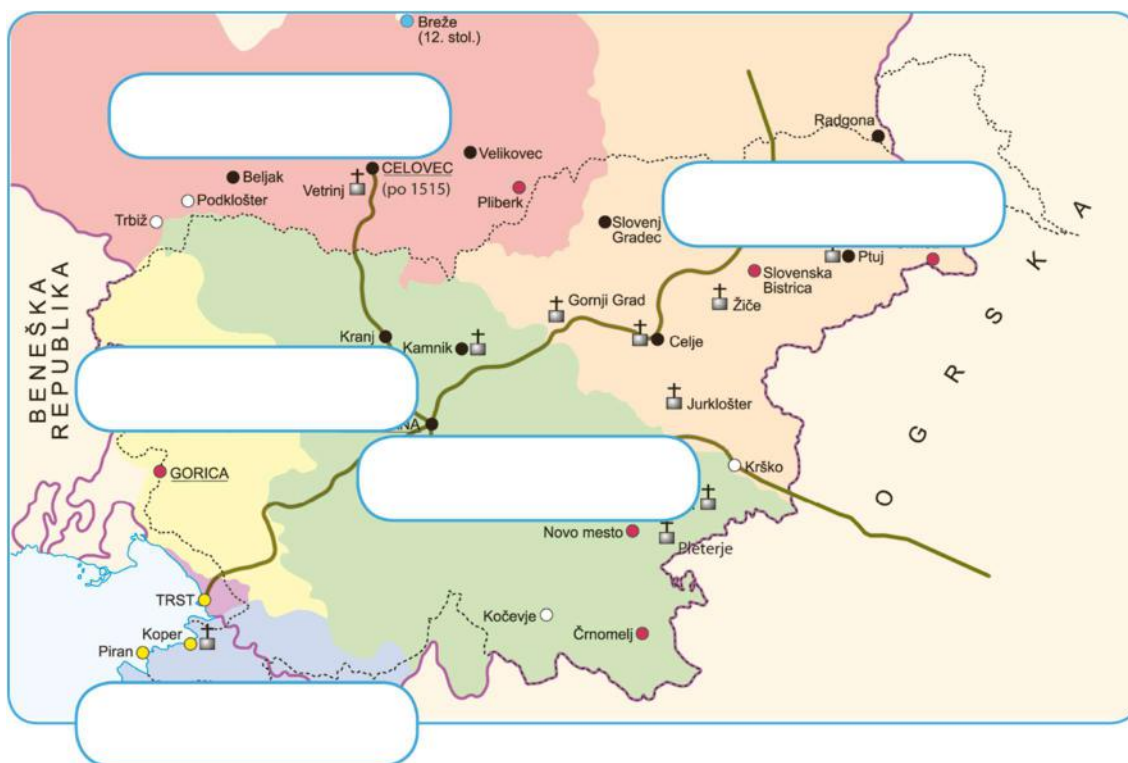 Breže
(12. stol.)
Radgona
Velikovec
CELOVEC
(po 1515)
Beljak
Vetrinj
Podklošter
Pliberk
Trbiž
Slovenj
Gradec
Ptuj
Slovenska
Bistrica
Žiče
Gornji Grad
BENEŠKA
REPUBLIKA
OGRSKA
Kranj
Kamnik
Celje
Jurklošter
GORICA
Krško
Novo mesto
Pleterje
TRST
Kočevje
Črnomelj
Koper
Piran